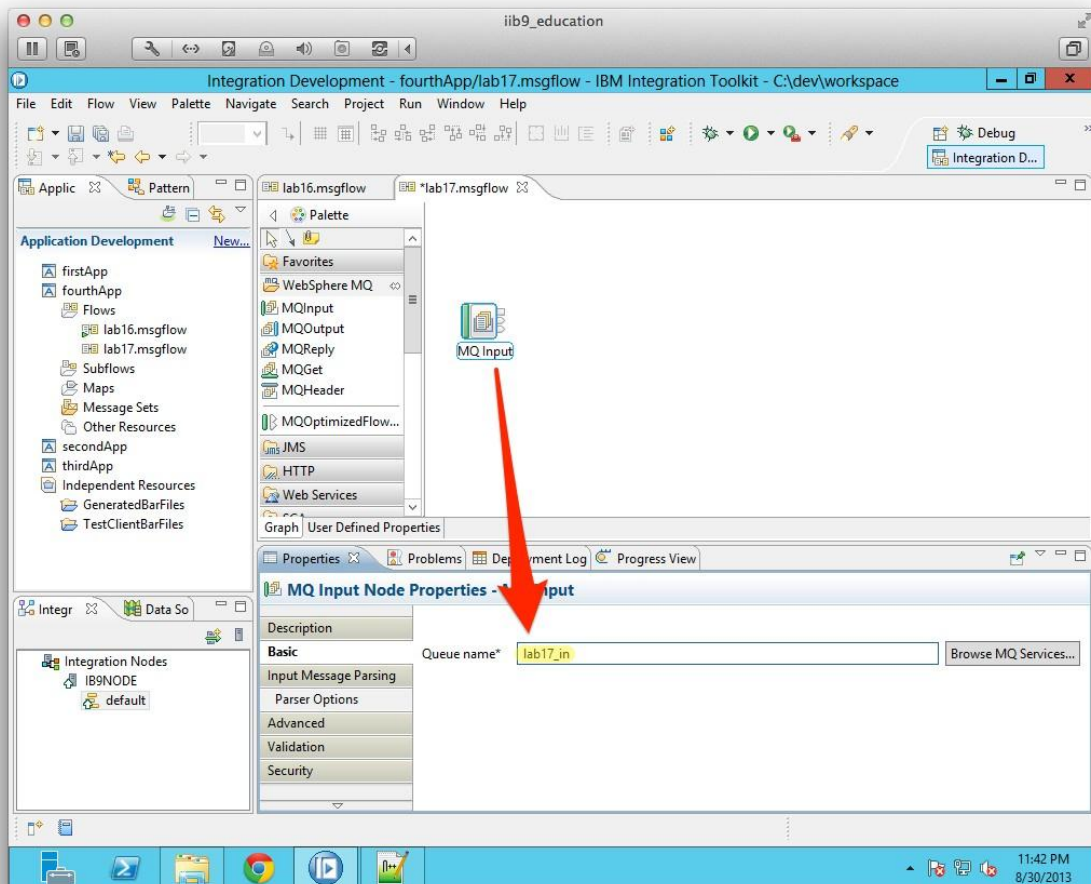 iib9_education
Integration Development - fourthApp/lab17.msgflow - IBM Integration Toolkit - C:\dev\workspace
File Edit Flow View Palette Navigate Search Project Run Window Help
Debug
Integration D...
Applic
Pattern
Application Development New...
firstApp
fourthApp
Flows
lab16.msgflow
lab17.msgflow
Subflows
Maps
Message Sets
Other Resources
secondApp
thirdApp
Independent Resources
GeneratedBarFiles
TestClientBarFiles
lab16.msgflow
*lab17.msgflow
Palette
Favorites
WebSphere MQ
MQInput
MQOutput
MQReply
MQGet
MQHeader
MQOptimizedFlow...
JMS
HTTP
Web Services
MQ Input
Graph User Defined Properties
Integr
Data So
Integration Nodes
IB9NODE
default
Properties Problems Deployment Log Progress View
MQ Input Node Properties -
Description
Basic
Input Message Parsing
Parser Options
Advanced
Validation
Security
Queue name* lab17_in Browse MQ Services...
11:42 PM
8/30/2013